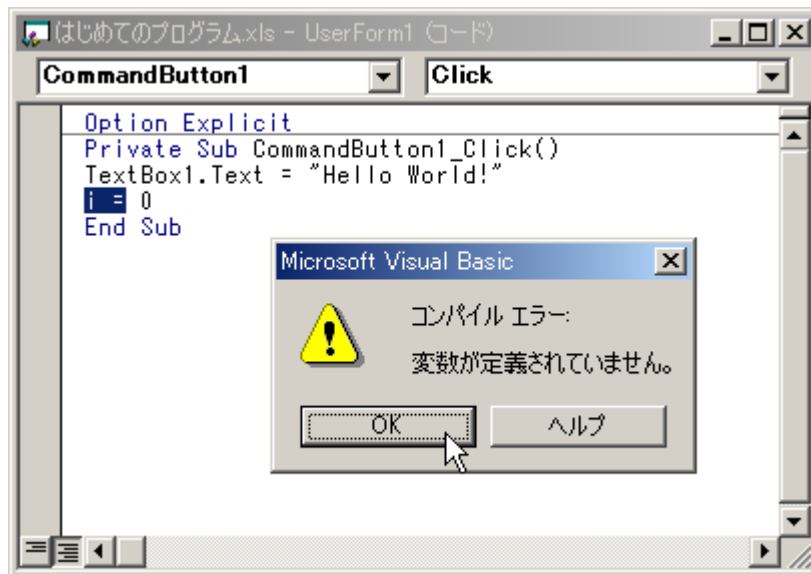 はじめてのプログラム.xls - UserForm1 (コード)
CommandButton1 Click
Option Explicit
Private Sub CommandButton1_Click()
TextBox1.Text = "Hello World!"
i = 0
End Sub
Microsoft Visual Basic
コンパイル エラー:
変数が定義されていません。
OK ヘルプ